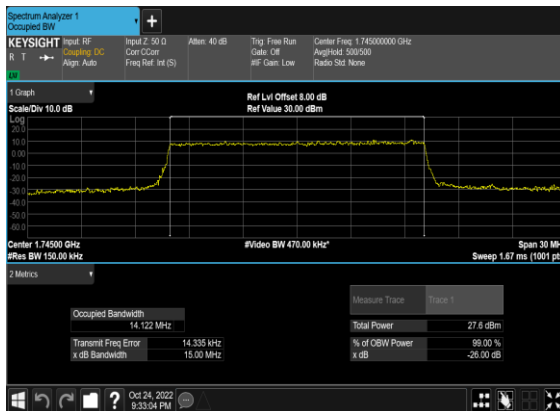 Spectrum Analyzer 1
Occupied BW
KEYSIGHT Input: RF Input Z: 50 Ω Atten: 40 dB Trig: Free Run Center Freq: 1.745000000 GHz
R T Coupling: DC Corr CCorr Gate: Off Avg|Hold: 500/500
Align: Auto Freq Ref: Int (S) #IF Gain: Low Radio Std: None
1 Graph
Ref Lvl Offset 8.00 dB
Scale/Div 10.0 dB Ref Value 30.00 dBm
Log
20.0
10.0
0.00
-10.0
-20.0
-30.0
-40.0
-50.0
-60.0
Center 1.74500 GHz #Video BW 470.00 kHz* Span 30 MH
#Res BW 150.00 kHz Sweep 1.67 ms (1001 pt
2 Metrics
Measure Trace Trace 1
Occupied Bandwidth
14.122 MHz
Total Power 27.6 dBm
Transmit Freq Error 14.335 kHz % of OBW Power 99.00 %
x dB Bandwidth 15.00 MHz x dB -26.00 dB
Oct 24, 2022
9:33:04 PM